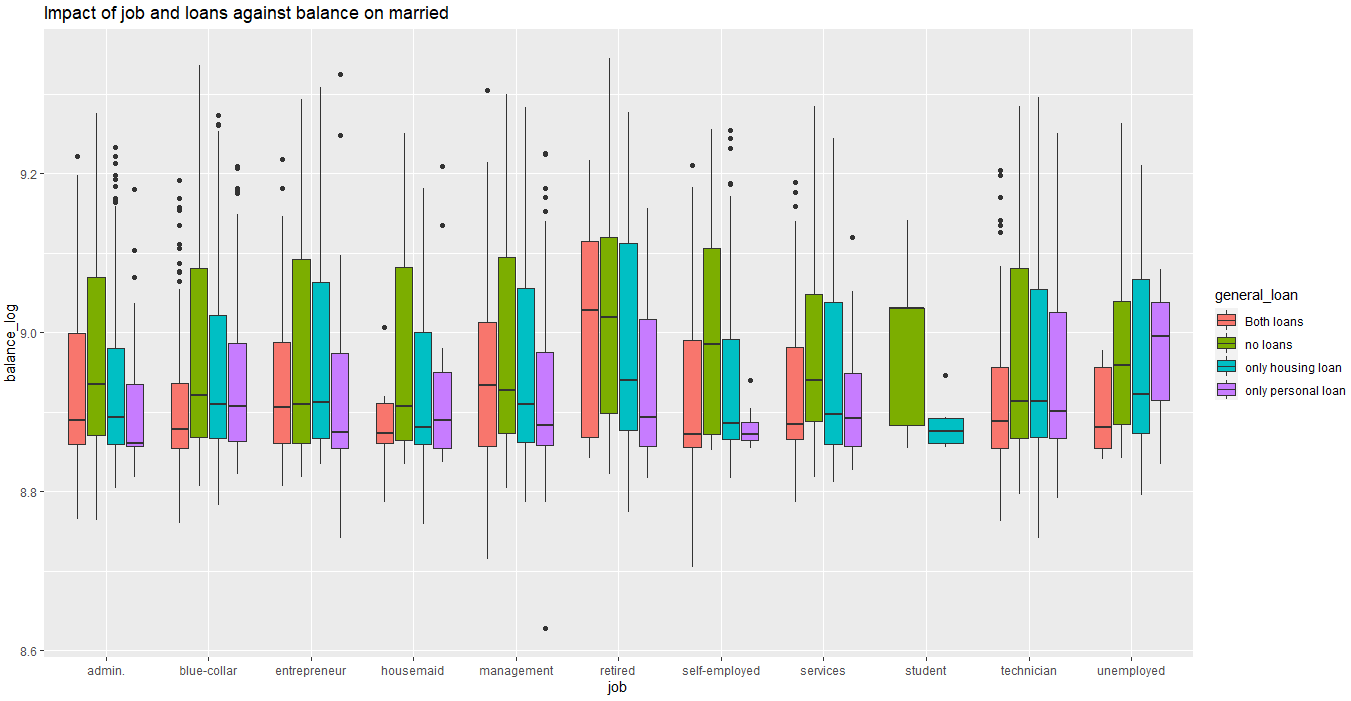 Impact of job and loans against balance on married
balance_log
9.2
9.0
8.8
8.6
admin.
blue-collar
entrepreneur
housemaid
management
retired
self-employed
services
student
technician
unemployed
job
general_loan
Both loans
no loans
only housing loan
only personal loan